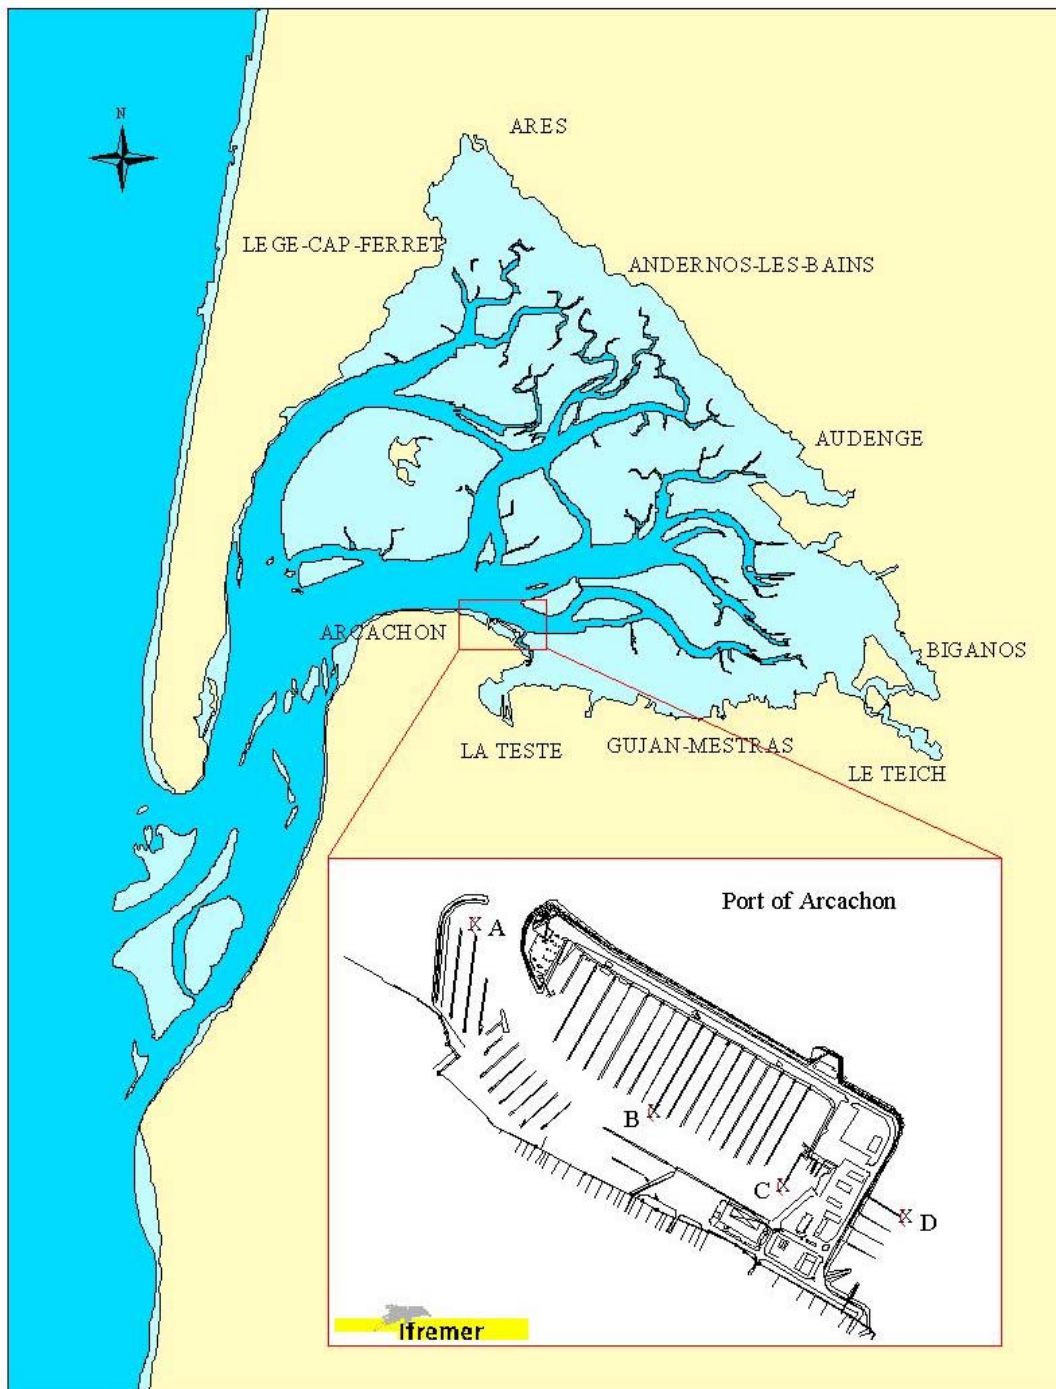 N
ARES
LEGE-CAP-FERRET
ANDERNOS-LES-BAINS
AUDENGE
ARCACHON
BIGANOS
LA TESTE
GUJAN-MESTRAS
LE TEICH
Port of Arcachon
X A
B X
C X
X D
Ifremer